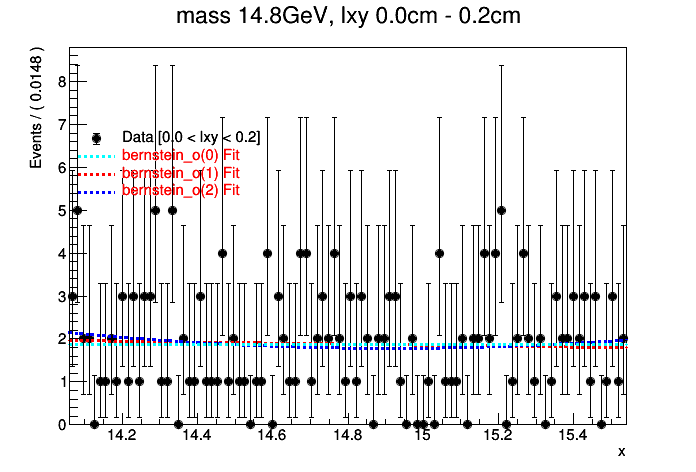 mass 14.8GeV, lxy 0.0cm - 0.2cm
Events / ( 0.0148 )
8
7
6
5
4
3
2
1
0
Data [0.0 < lxy < 0.2]
bernstein_o(0) Fit
bernstein_o(1) Fit
bernstein_o(2) Fit
14.2 14.4 14.6 14.8 15 15.2 15.4
x